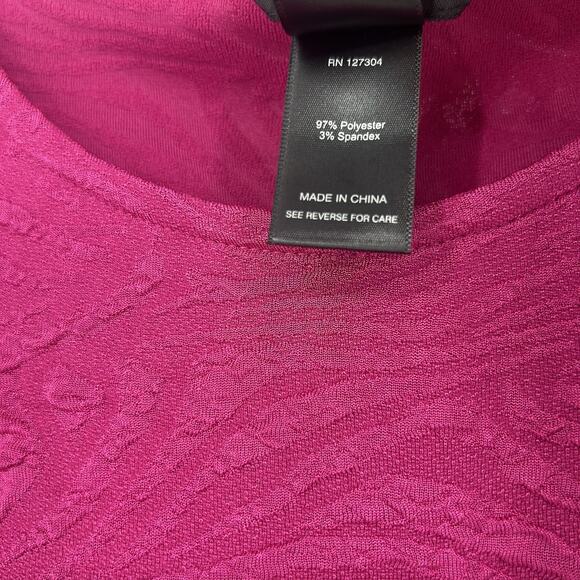 RN 127304
97% Polyester
3% Spandex
MADE IN CHINA
SEE REVERSE FOR CARE